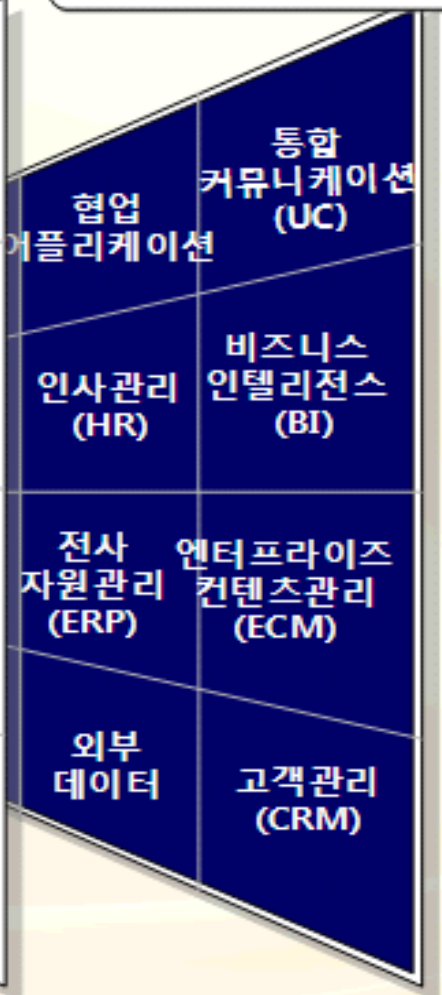 협업
어플리케이션
통합
커뮤니케이션
(UC)
인사관리
(HR)
비즈니스
인텔리전스
(BI)
전사
자원관리
(ERP)
엔터프라이즈
컨텐츠관리
(ECM)
외부
데이터
고객관리
(CRM)